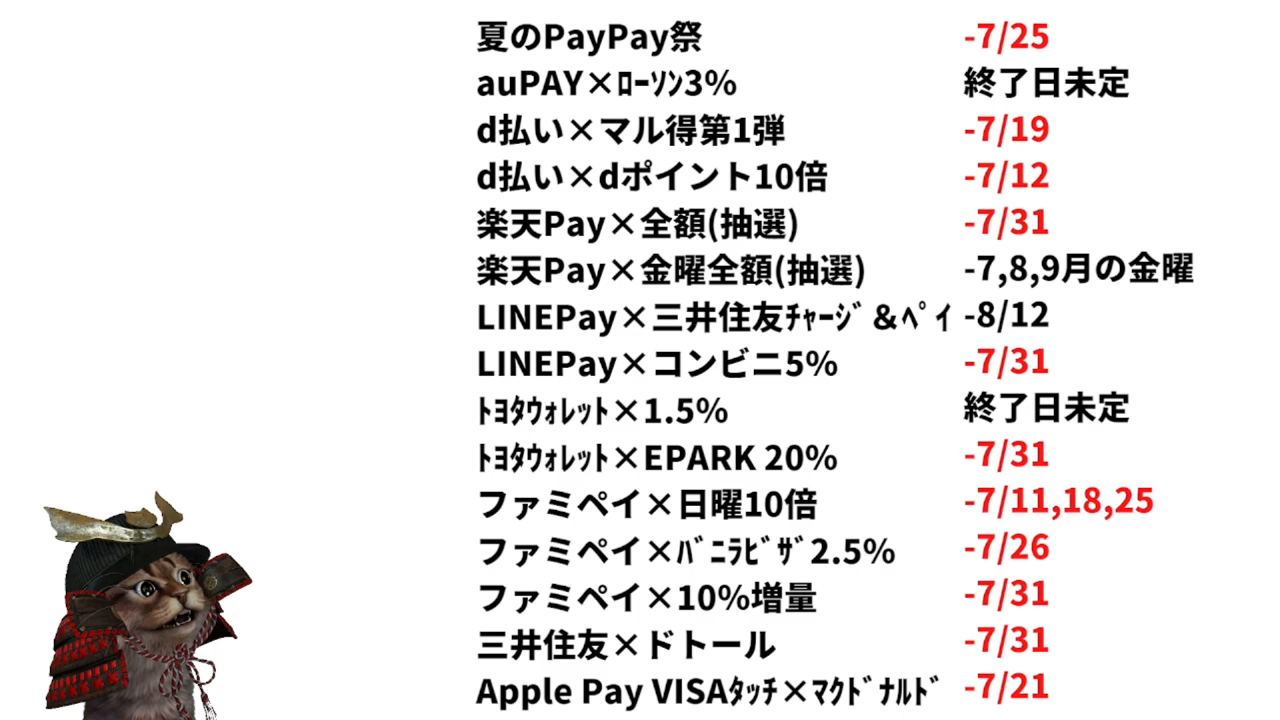 夏のPayPay祭 -7/25
auPAY×ﾛｰｿﾝ3% 終了日未定
d払い×マル得第1弾 -7/19
d払い×dポイント10倍 -7/12
楽天Pay×全額(抽選) -7/31
楽天Pay×金曜全額(抽選) -7,8,9月の金曜
LINEPay×三井住友ﾁｬｰｼﾞ＆ﾍﾟｲ -8/12
LINEPay×コンビニ5% -7/31
ﾄﾖﾀｳｫﾚｯﾄ×1.5% 終了日未定
ﾄﾖﾀｳｫﾚｯﾄ×EPARK 20% -7/31
ファミペイ×日曜10倍 -7/11,18,25
ファミペイ×ﾊﾞﾆﾗﾋﾞｻﾞ2.5% -7/26
ファミペイ×10%増量 -7/31
三井住友×ドトール -7/31
Apple Pay VISAﾀｯﾁ×ﾏｸﾄﾞﾅﾙﾄﾞ -7/21